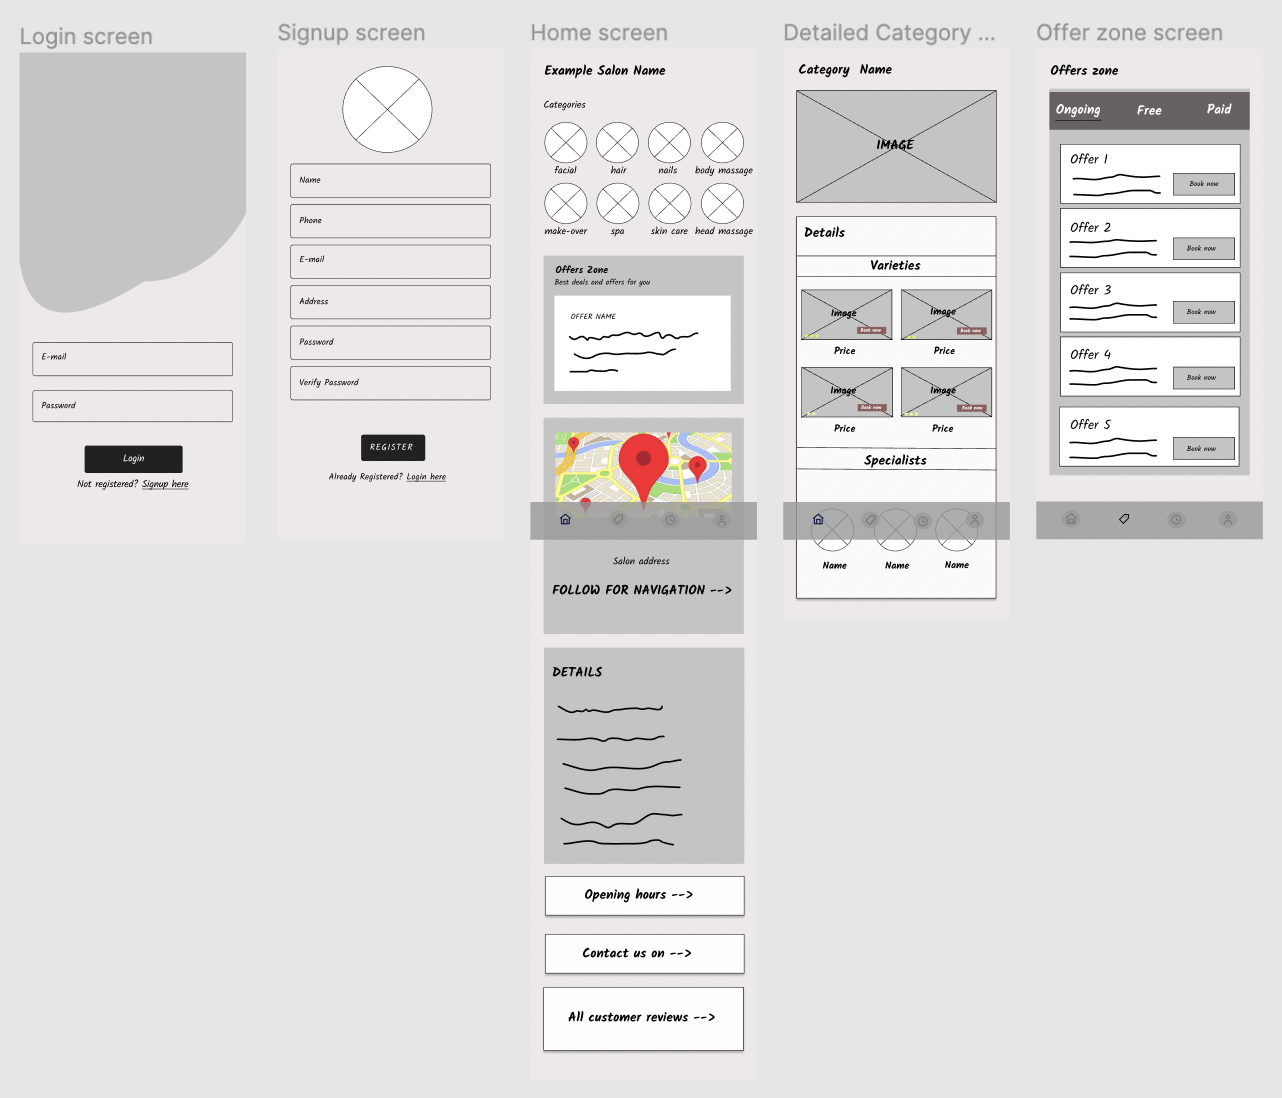 Login screen
E-mail
Password
Login
Not registered? Signup here
Signup screen
Name
Phone
E-mail
Address
Password
Verify Password
REGISTER
Already Registered? Login here
Home screen
Example Salon Name
Categories
facial hair nails body massage
make-over spa skin care head massage
Offers Zone
Best deals and offers for you
OFFER NAME
Salon address
FOLLOW FOR NAVIGATION -->
DETAILS
Opening hours -->
Contact us on -->
All customer reviews -->
Detailed Category ...
Category Name
IMAGE
Details
Varieties
Image Image
Book now Book now
Price Price
Image Image
Book now Book now
Price Price
Specialists
Name Name Name
Offer zone screen
Offers zone
Ongoing Free Paid
Offer 1
Book now
Offer 2
Book now
Offer 3
Book now
Offer 4
Book now
Offer 5
Book now